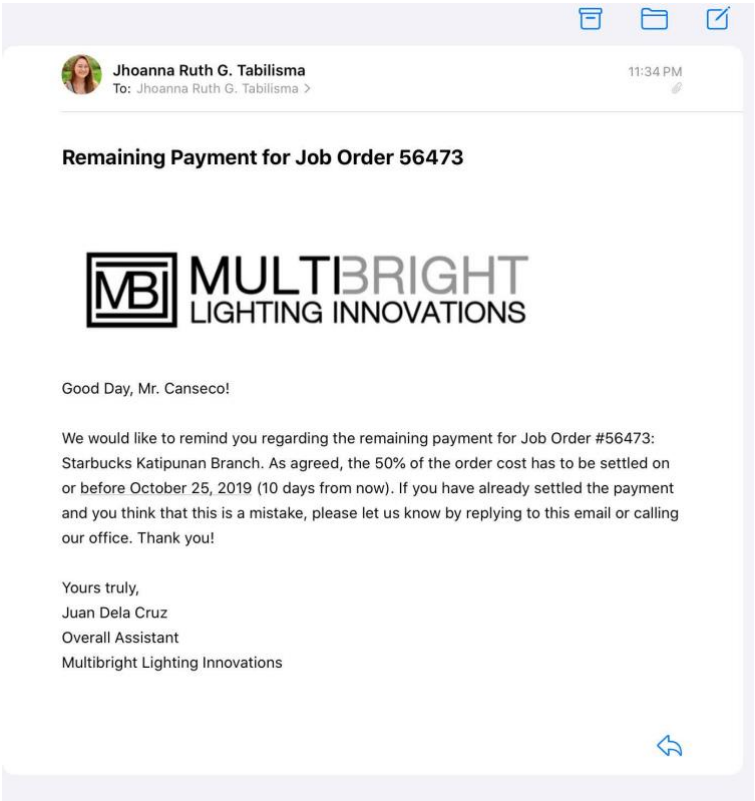 Jhoanna Ruth G. Tabilisma
11:34 PM
To: Jhoanna Ruth G. Tabilisma >
Remaining Payment for Job Order 56473
MBI MULTIBRIGHT
LIGHTING INNOVATIONS
Good Day, Mr. Canseco!
We would like to remind you regarding the remaining payment for Job Order #56473:
Starbucks Katipunan Branch. As agreed, the 50% of the order cost has to be settled on
or before October 25, 2019 (10 days from now). If you have already settled the payment
and you think that this is a mistake, please let us know by replying to this email or calling
our office. Thank you!
Yours truly,
Juan Dela Cruz
Overall Assistant
Multibright Lighting Innovations